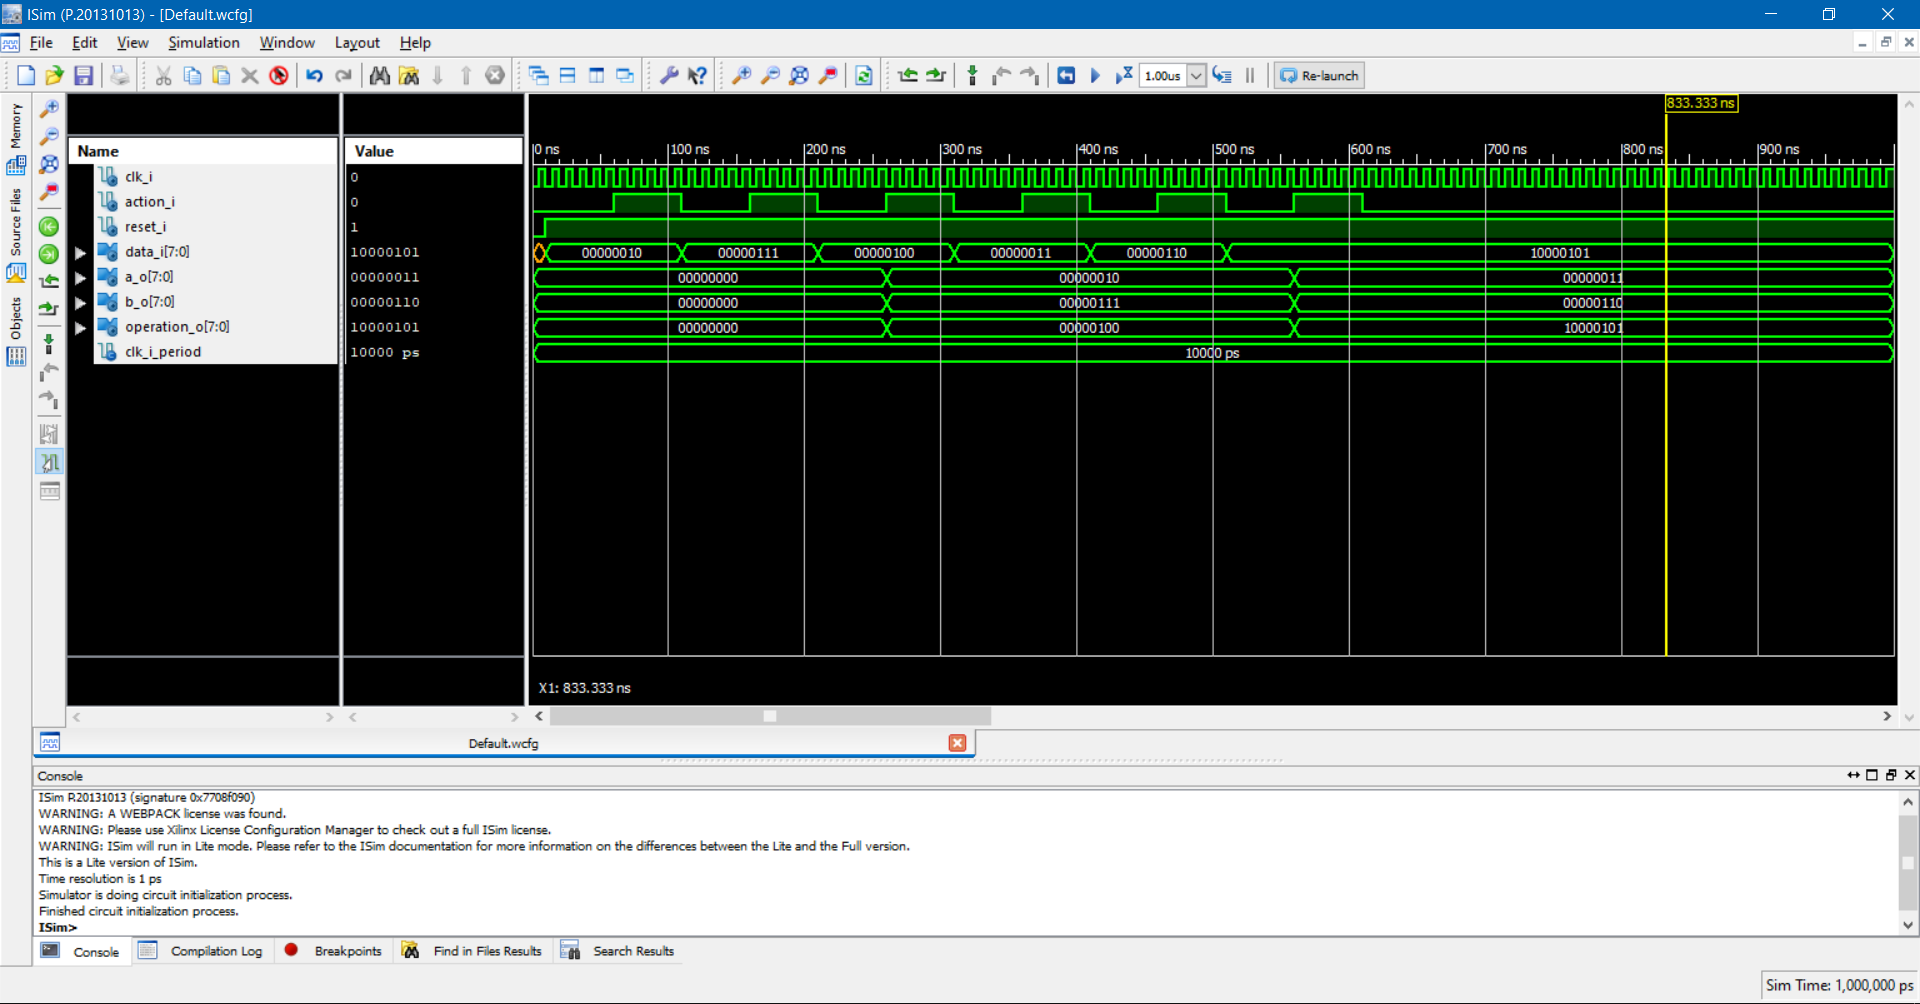 ISim (P.20131013) - [Default.wcfg]
File Edit View Simulation Window Layout Help
1.00us Re-launch
Memory
Source Files
Objects
833.333 ns
Name Value
0 ns 100 ns 200 ns 300 ns 400 ns 500 ns 600 ns 700 ns 800 ns 900 ns
clk_i 0
action_i 0
reset_i 1
data_i[7:0] 10000101 00000010 00000111 00000100 00000011 00000110 10000101
a_o[7:0] 00000011 00000000 00000010 00000011
b_o[7:0] 00000110 00000000 00000111 00000110
operation_o[7:0] 10000101 00000000 00000100 10000101
clk_i_period 10000 ps 10000 ps
X1: 833.333 ns
Default.wcfg
Console
ISim P.20131013 (signature 0x7708f090)
WARNING: A WEBPACK license was found.
WARNING: Please use Xilinx License Configuration Manager to check out a full ISim license.
WARNING: ISim will run in Lite mode. Please refer to the ISim documentation for more information on the differences between the Lite and the Full version.
This is a Lite version of ISim.
Time resolution is 1 ps
Simulator is doing circuit initialization process.
Finished circuit initialization process.
ISim>
Console Compilation Log Breakpoints Find in Files Results Search Results
Sim Time: 1,000,000 ps